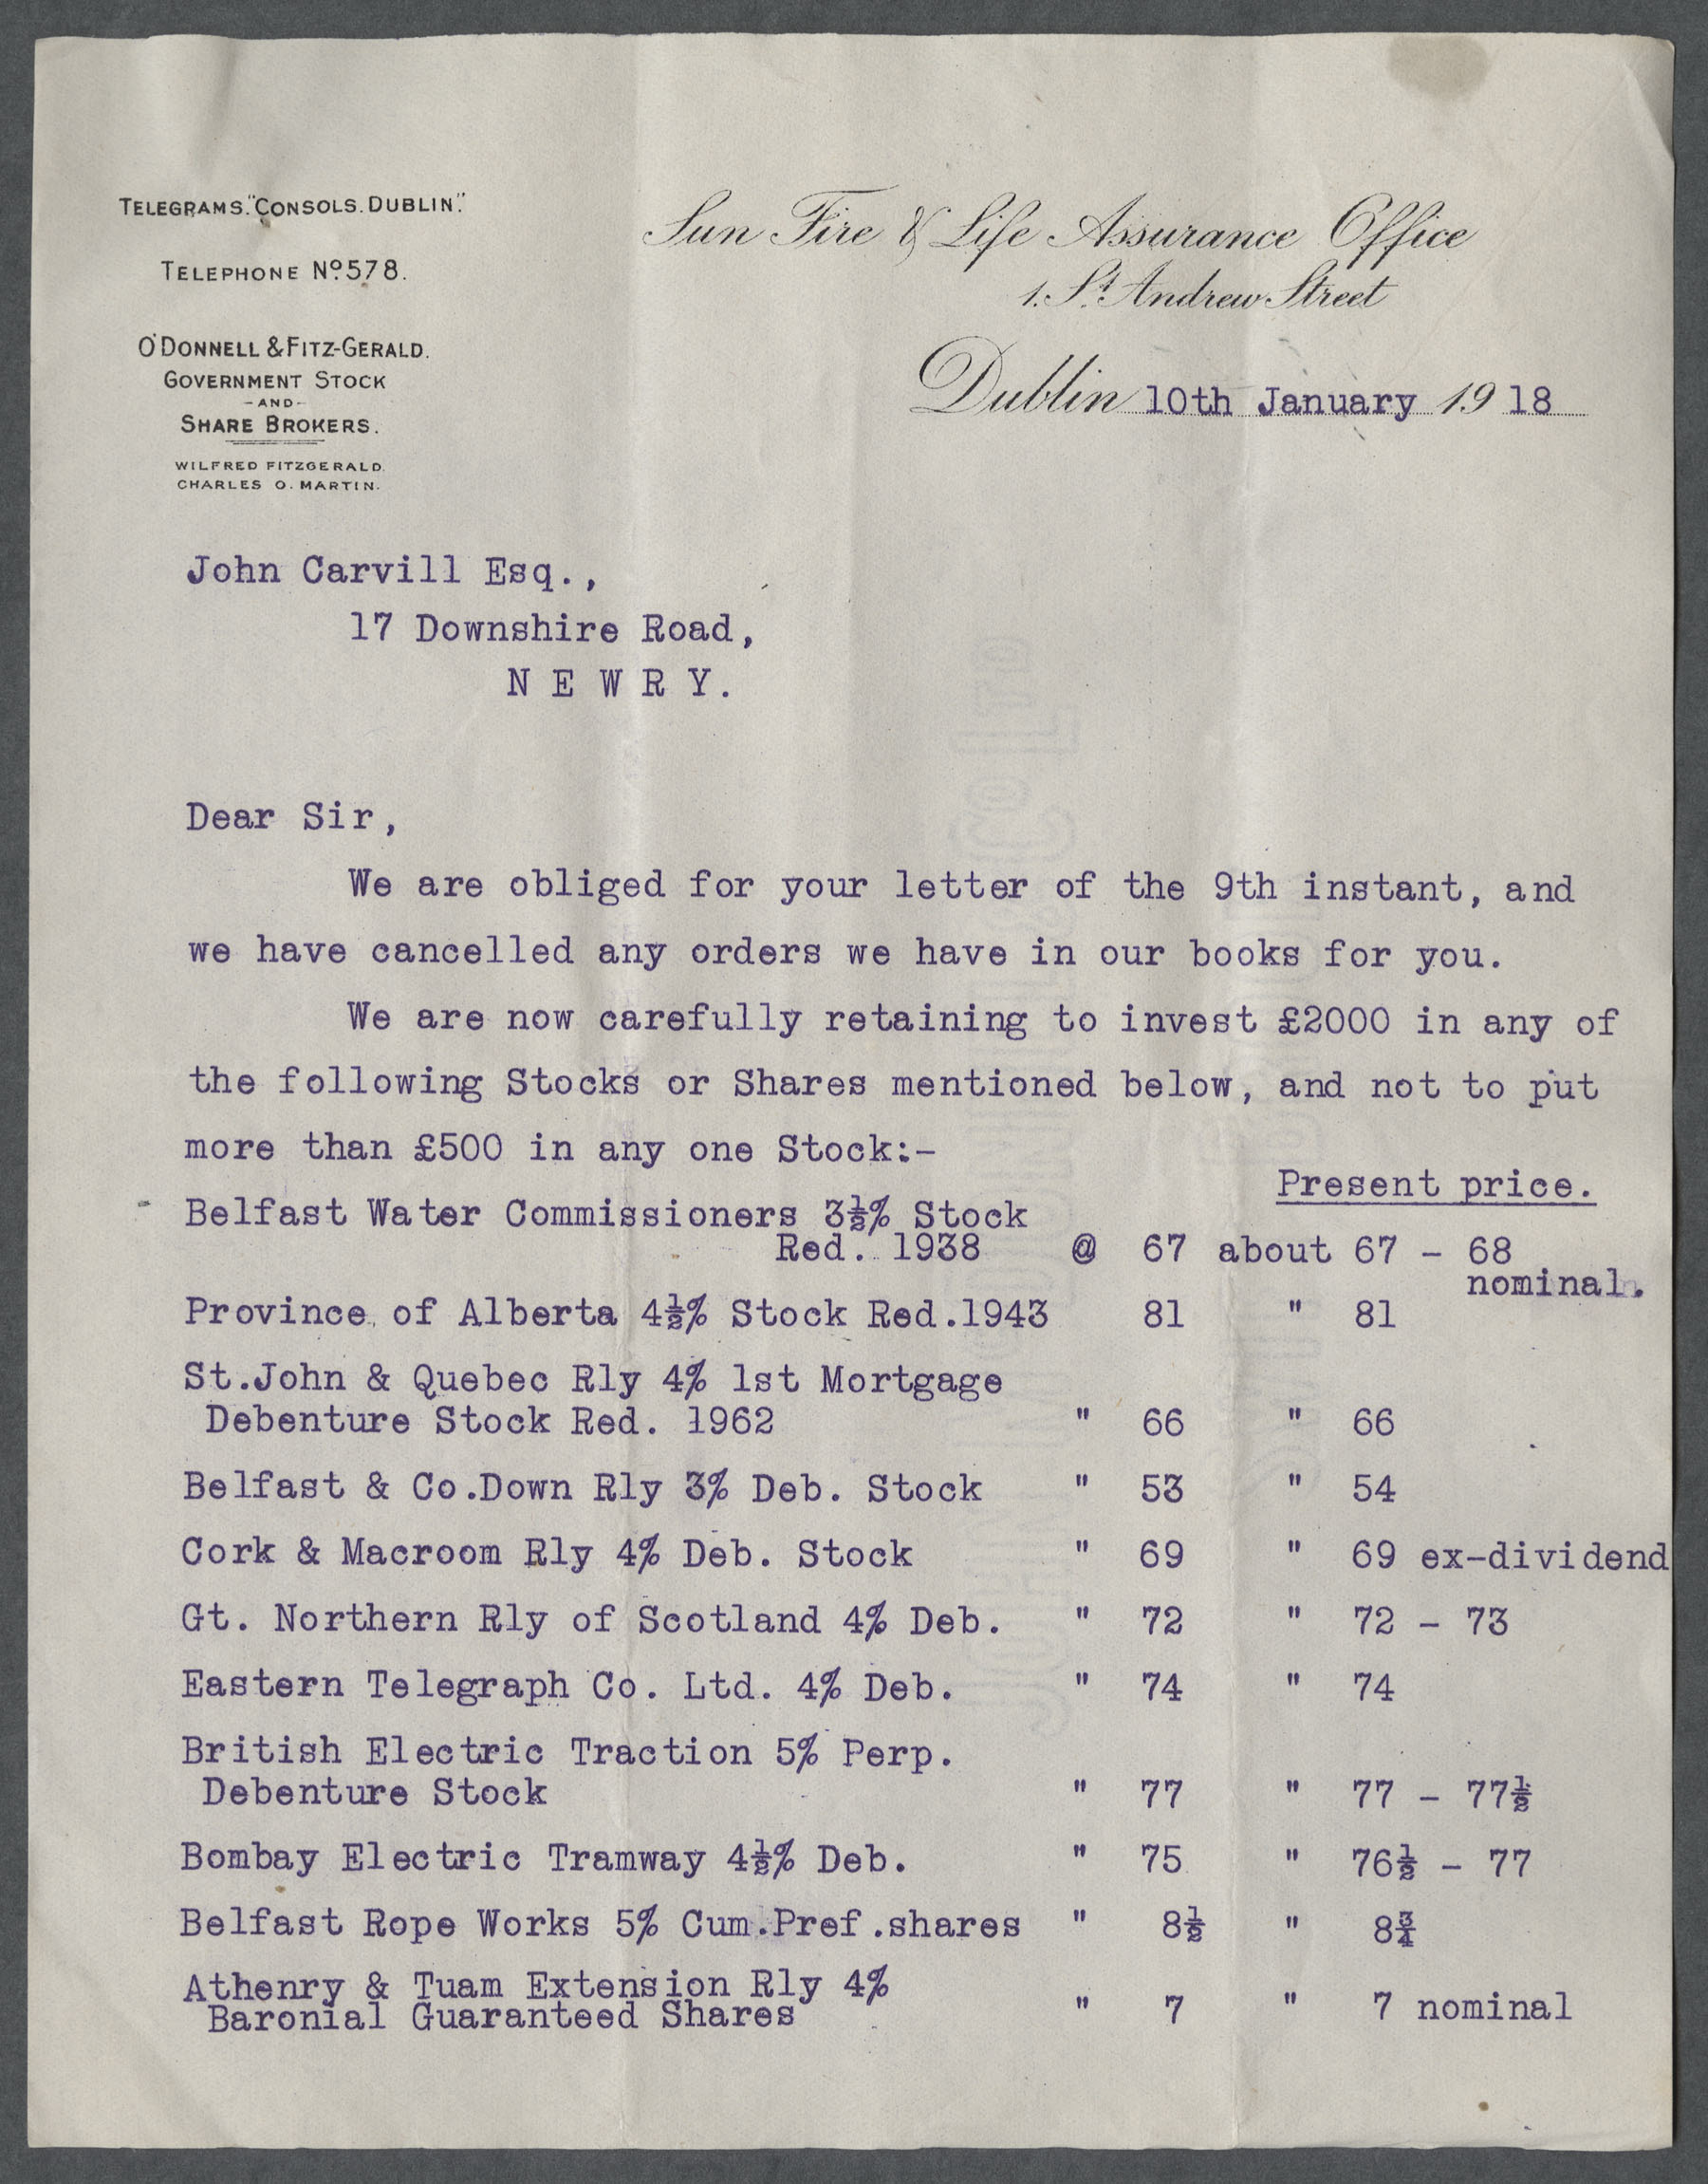 TELEGRAMS."CONSOLS. DUBLIN."
TELEPHONE Nº 578.
O'DONNELL & FITZ-GERALD.
GOVERNMENT STOCK
-AND-
SHARE BROKERS.
WILFRED FITZGERALD.
CHARLES O. MARTIN.
Sun Fire & Life Assurance Office
1. St. Andrew Street
Dublin 10th January 1918
John Carvill Esq.,
17 Downshire Road,
N E W R Y.
Dear Sir,
We are obliged for your letter of the 9th instant, and
we have cancelled any orders we have in our books for you.
We are now carefully retaining to invest £2000 in any of
the following Stocks or Shares mentioned below, and not to put
more than £500 in any one Stock:-
Present price.
Belfast Water Commissioners 3½% Stock
Red. 1938 @ 67 about 67 - 68
nominal.
Province of Alberta 4½% Stock Red.1943 81 " 81
St.John & Quebec Rly 4% 1st Mortgage
Debenture Stock Red. 1962 " 66 " 66
Belfast & Co.Down Rly 3% Deb. Stock " 53 " 54
Cork & Macroom Rly 4% Deb. Stock " 69 " 69 ex-dividend
Gt. Northern Rly of Scotland 4% Deb. " 72 " 72 - 73
Eastern Telegraph Co. Ltd. 4% Deb. " 74 " 74
British Electric Traction 5% Perp.
Debenture Stock " 77 " 77 - 77½
Bombay Electric Tramway 4½% Deb. " 75 " 76½ - 77
Belfast Rope Works 5% Cum.Pref.shares " 8½ " 8¾
Athenry & Tuam Extension Rly 4%
Baronial Guaranteed Shares " 7 " 7 nominal